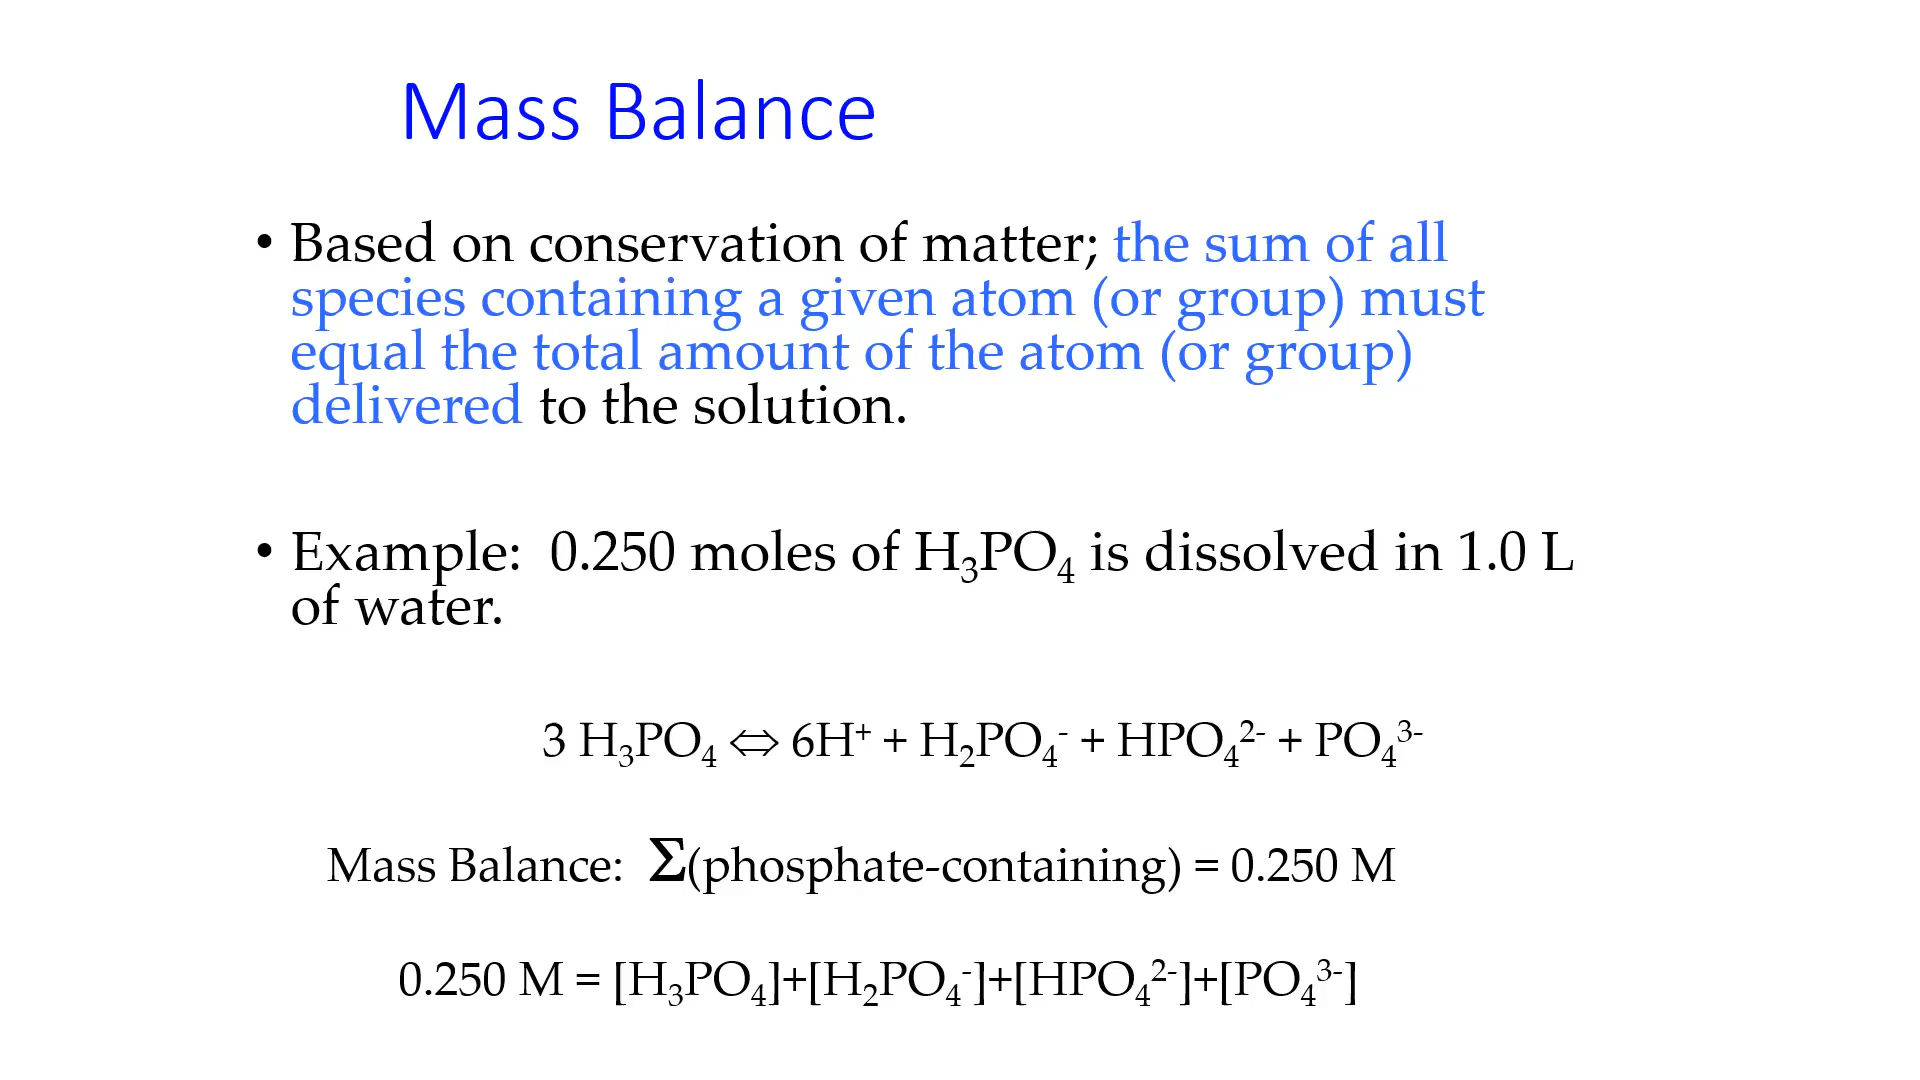 Mass Balance
• Based on conservation of matter; the sum of all
species containing a given atom (or group) must
equal the total amount of the atom (or group)
delivered to the solution.
• Example: 0.250 moles of H₃PO₄ is dissolved in 1.0 L
of water.
3 H₃PO₄ ⇔ 6H⁺ + H₂PO₄⁻ + HPO₄²⁻ + PO₄³⁻
Mass Balance: Σ(phosphate-containing) = 0.250 M
0.250 M = [H₃PO₄]+[H₂PO₄⁻]+[HPO₄²⁻]+[PO₄³⁻]